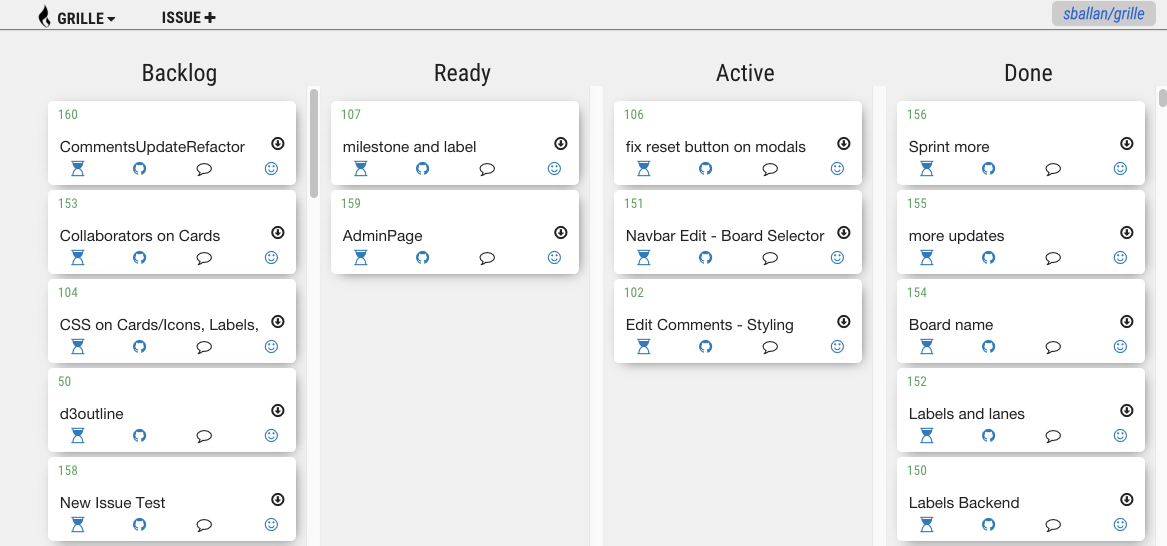 GRILLE
ISSUE
sballan/grille
Backlog
160
CommentsUpdateRefactor
153
Collaborators on Cards
104
CSS on Cards/Icons, Labels,
50
d3outline
158
New Issue Test
Ready
107
milestone and label
159
AdminPage
Active
106
fix reset button on modals
151
Navbar Edit - Board Selector
102
Edit Comments - Styling
Done
156
Sprint more
155
more updates
154
Board name
152
Labels and lanes
150
Labels Backend